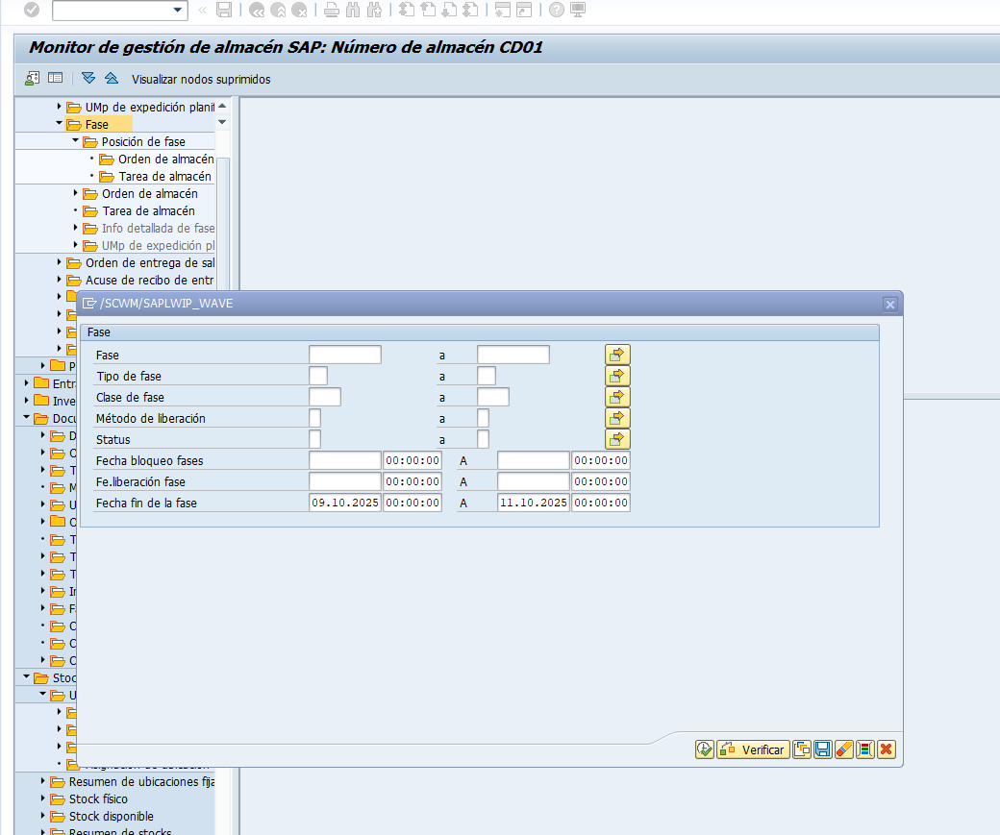 Monitor de gestión de almacén SAP: Número de almacén CD01
Visualizar nodos suprimidos
UMp de expedición planif
Fase
Posición de fase
Orden de almacén
Tarea de almacén
Orden de almacén
Tarea de almacén
Info detallada de fase
UMp de expedición pl
Orden de entrega de sal
Acuse de recibo de entr
/SCWM/SAPLWIP_WAVE
Fase
Fase a
Tipo de fase a
Clase de fase a
Método de liberación a
Status a
Fecha bloqueo fases 00:00:00 A 00:00:00
Fe.liberación fase 00:00:00 A 00:00:00
Fecha fin de la fase 09.10.2025 00:00:00 A 11.10.2025 00:00:00
P
Entr
Inve
Docu
D
O
T
M
U
O
T
T
T
In
F
C
O
C
Stoc
U
Verificar
Resumen de ubicaciones fija
Stock físico
Stock disponible
Resumen de stocks